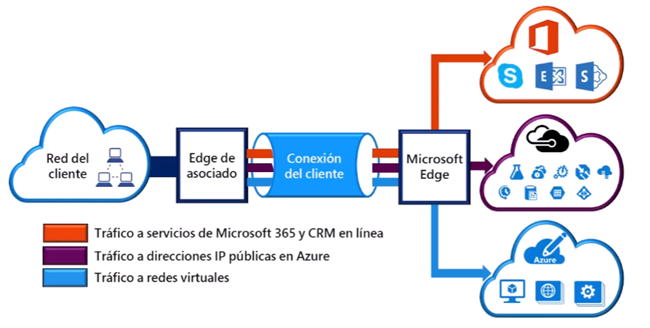 Red del
cliente
Edge de
asociado
Conexión
del cliente
Microsoft
Edge
S
E
S
Azure
Tráfico a servicios de Microsoft 365 y CRM en línea
Tráfico a direcciones IP públicas en Azure
Tráfico a redes virtuales